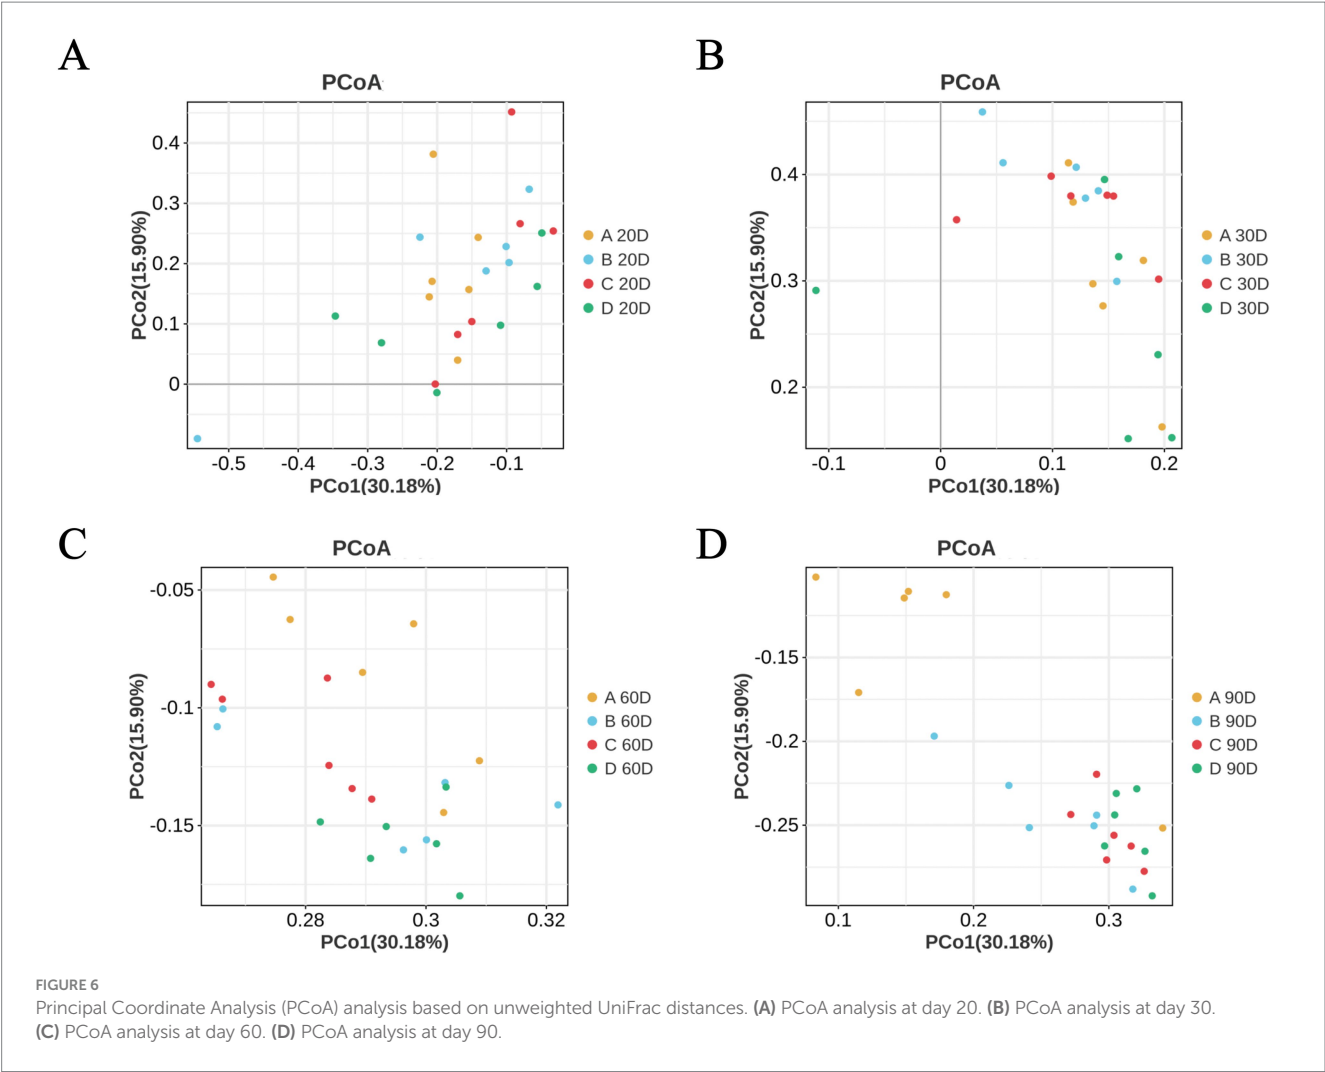 A
PCoA
PCo2(15.90%)
0.4
0.3
0.2
0.1
0
-0.5 -0.4 -0.3 -0.2 -0.1
PCo1(30.18%)
A 20D
B 20D
C 20D
D 20D
B
PCoA
PCo2(15.90%)
0.4
0.3
0.2
-0.1 0 0.1 0.2
PCo1(30.18%)
A 30D
B 30D
C 30D
D 30D
C
PCoA
PCo2(15.90%)
-0.05
-0.1
-0.15
0.28 0.3 0.32
PCo1(30.18%)
A 60D
B 60D
C 60D
D 60D
D
PCoA
PCo2(15.90%)
-0.15
-0.2
-0.25
0.1 0.2 0.3
PCo1(30.18%)
A 90D
B 90D
C 90D
D 90D
FIGURE 6
Principal Coordinate Analysis (PCoA) analysis based on unweighted UniFrac distances. (A) PCoA analysis at day 20. (B) PCoA analysis at day 30.
(C) PCoA analysis at day 60. (D) PCoA analysis at day 90.